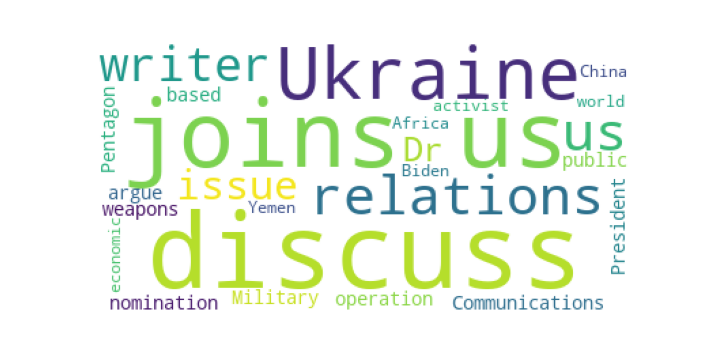 writer
Ukraine
China
Pentagon
based
activist
world
joins us
Africa
us
Dr
public
Biden
argue
issue
relations
weapons
Yemen
President
economic
discuss
nomination
Military
operation
Communications